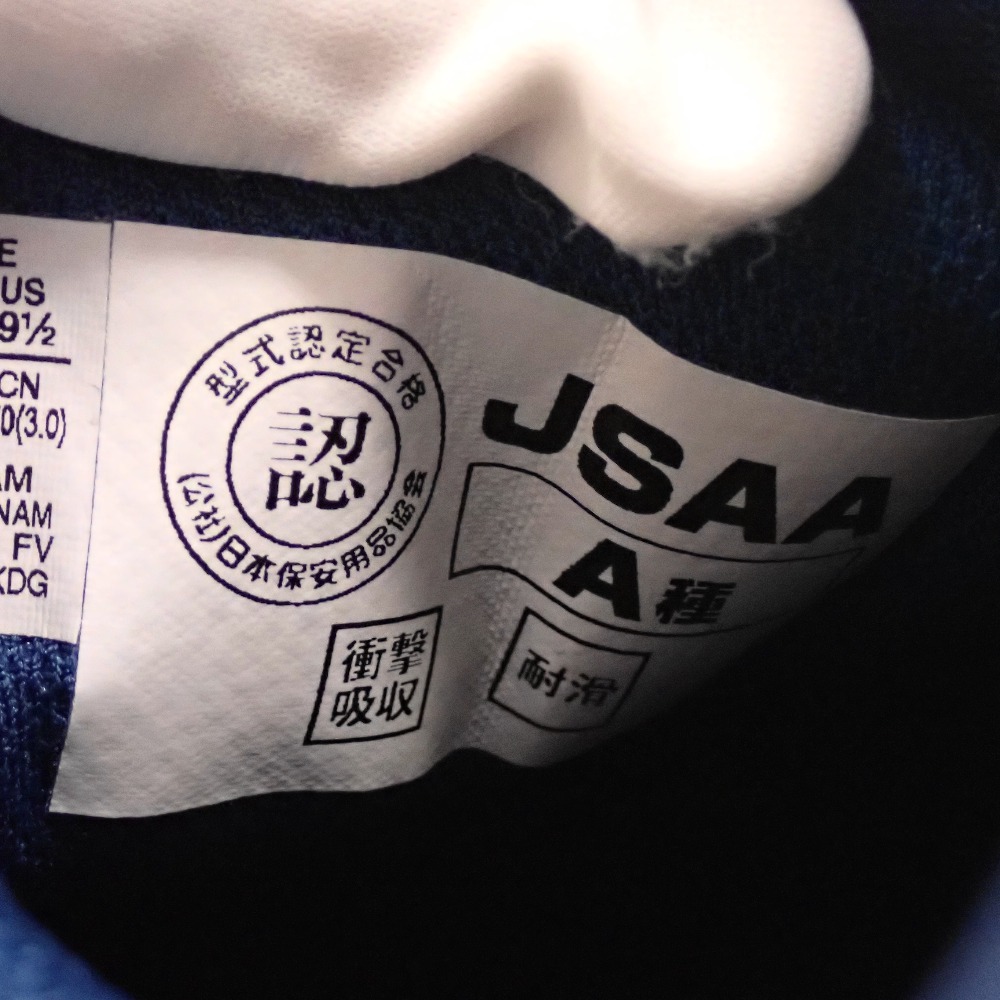 E
US
9½
CN
0(3.0)
AM
NAM
FV
KDG
型式認定合格
認
(公社)日本保安用品協会
JSAA
A種
衝撃
吸収
耐滑